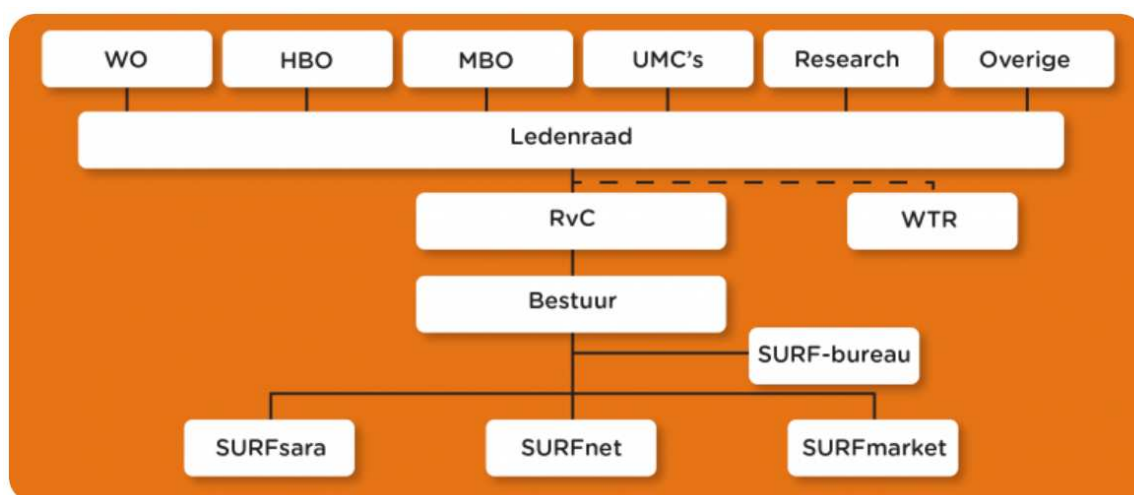 WO
HBO
MBO
UMC's
Research
Overige
Ledenraad
RvC
WTR
Bestuur
SURF-bureau
SURFsara
SURFnet
SURFmarket